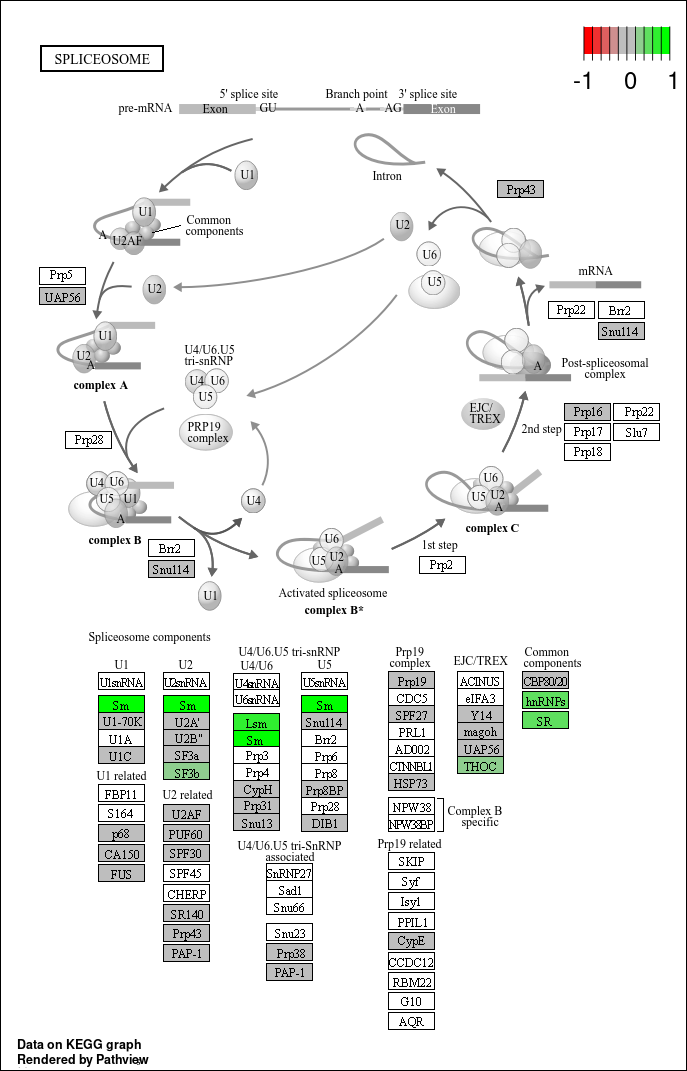 SPLICEOSOME
-1 0 1
5' splice site
Branch point
3' splice site
pre-mRNA
Exon
GU
A
AG
Exon
Intron
U1
Prp43
U1
U2AF
A
Common
components
U2
U6
U5
mRNA
Prp5
UAP56
U2
Prp22
Brr2
Snu114
U1
U2
A
complex A
U4/U6.U5
tri-snRNP
U4 U6
U5
PRP19
complex
A
Post-spliceosomal
complex
EJC/
TREX
2nd step
Prp16
Prp22
Prp17
Slu7
Prp18
Prp28
U4 U6
U5 U1
A
complex B
U4
U6
U5 U2
A
complex C
Brr2
Snu114
U1
U6
U5 U2
A
Activated spliceosome
complex B*
1st step
Prp2
Spliceosome components
U1
U1snRNA
Sm
U1-70K
U1A
U1C
U1 related
FBP11
S164
p68
CA150
FUS
U2
U2snRNA
Sm
U2A'
U2B"
SF3a
SF3b
U2 related
U2AF
PUF60
SPF30
SPF45
CHERP
SR140
Prp43
PAP-1
U4/U6.U5 tri-snRNP
U4/U6
U4snRNA
U6snRNA
Lsm
Sm
Prp3
Prp4
CypH
Prp31
Snu13
U5
U5snRNA
Sm
Snu114
Brr2
Prp6
Prp8
Prp8BP
Prp28
DIB1
U4/U6.U5 tri-SnRNP
associated
SnRNP27
Sad1
Snu66
Snu23
Prp38
PAP-1
Prp19
complex
Prp19
CDC5
SPF27
PRL1
AD002
CTNNBL1
HSP73
NPW38
NPW38BP
Complex B
specific
Prp19 related
SKIP
Syf
Isy1
PPIL1
CypE
CCDC12
RBM22
G10
AQR
EJC/TREX
ACINUS
eIFA3
Y14
magoh
UAP56
THOC
Common
components
CBP80/20
hnRNPs
SR
Data on KEGG graph
Rendered by Pathview